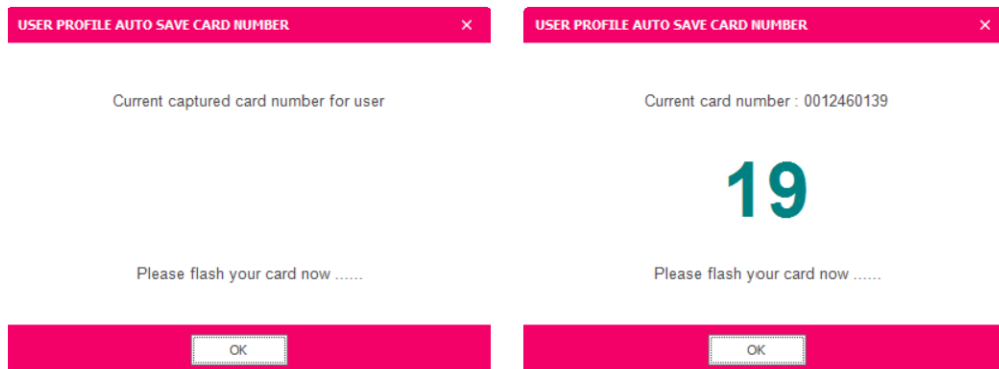 USER PROFILE AUTO SAVE CARD NUMBER ×
Current captured card number for user
Please flash your card now ......
OK
USER PROFILE AUTO SAVE CARD NUMBER ×
Current card number : 0012460139
19
Please flash your card now ......
OK